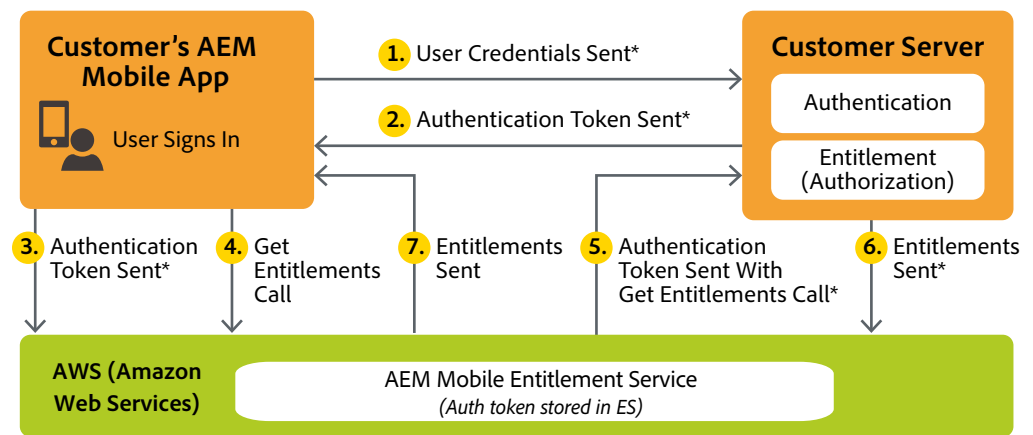 Customer’s AEM
Mobile App
User Signs In
1. User Credentials Sent*
2. Authentication Token Sent*
Customer Server
Authentication
Entitlement
(Authorization)
3. Authentication
Token Sent*
4. Get
Entitlements
Call
7. Entitlements
Sent
5. Authentication
Token Sent With
Get Entitlements Call*
6. Entitlements
Sent*
AWS (Amazon
Web Services)
AEM Mobile Entitlement Service
(Auth token stored in ES)